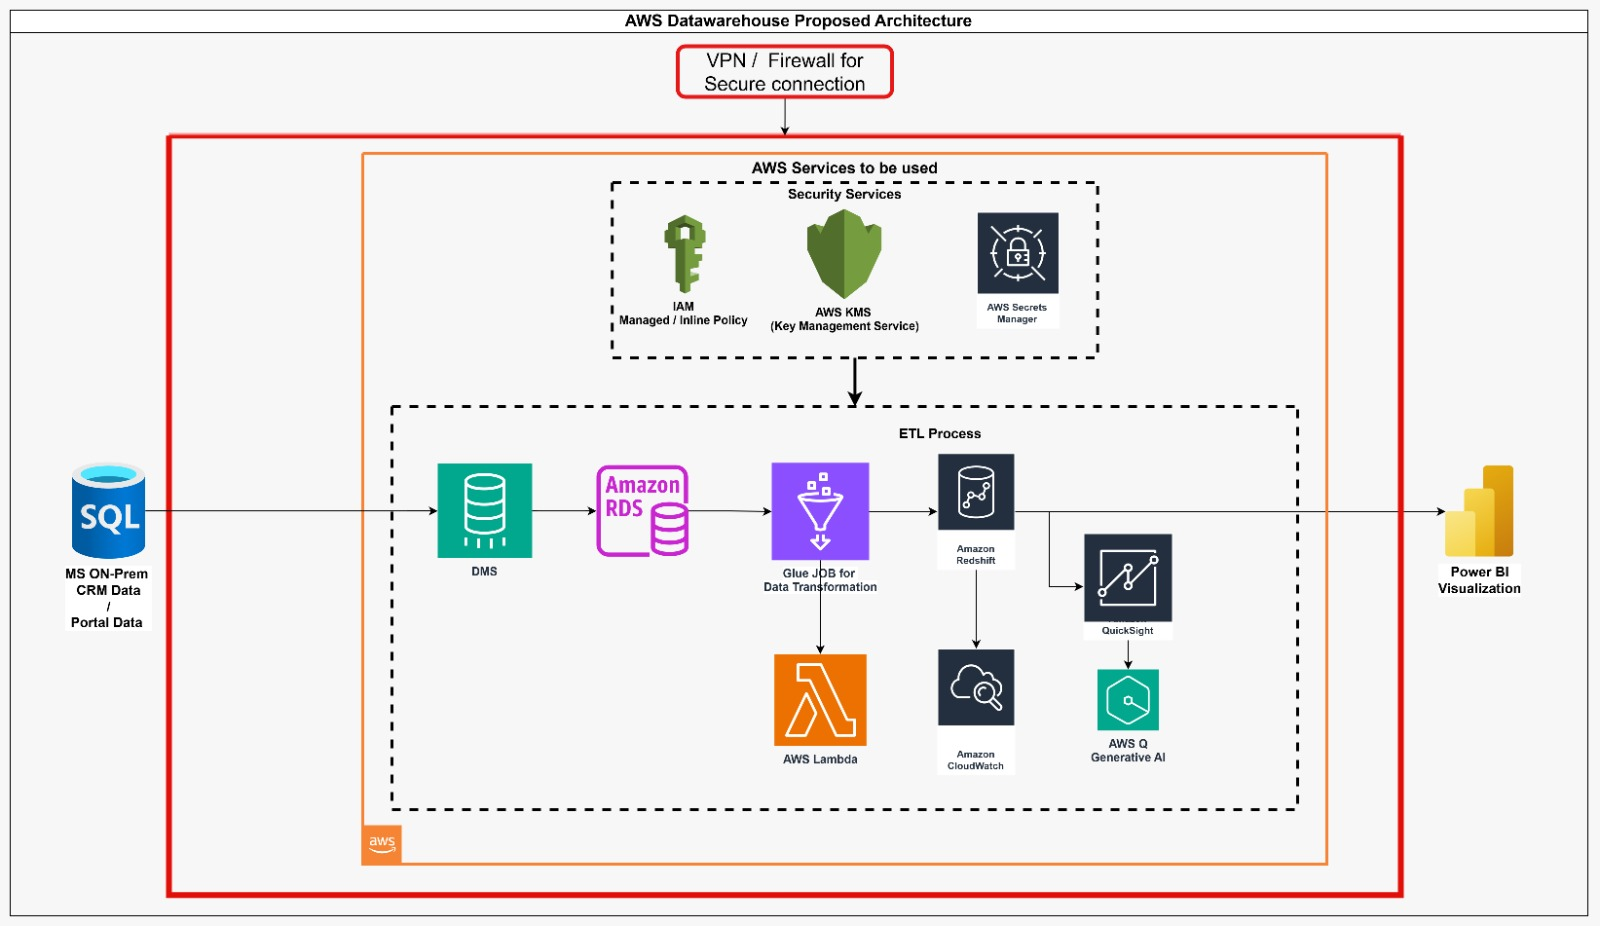 AWS Datawarehouse Proposed Architecture
VPN / Firewall for
Secure connection
AWS Services to be used
Security Services
IAM
Managed / Inline Policy
AWS KMS
(Key Management Service)
AWS Secrets
Manager
ETL Process
SQL
MS ON-Prem
CRM Data
/
Portal Data
DMS
Amazon
RDS
Glue JOB for
Data Transformation
Amazon
Redshift
QuickSight
Power BI
Visualization
AWS Lambda
Amazon
CloudWatch
AWS Q
Generative AI
aws